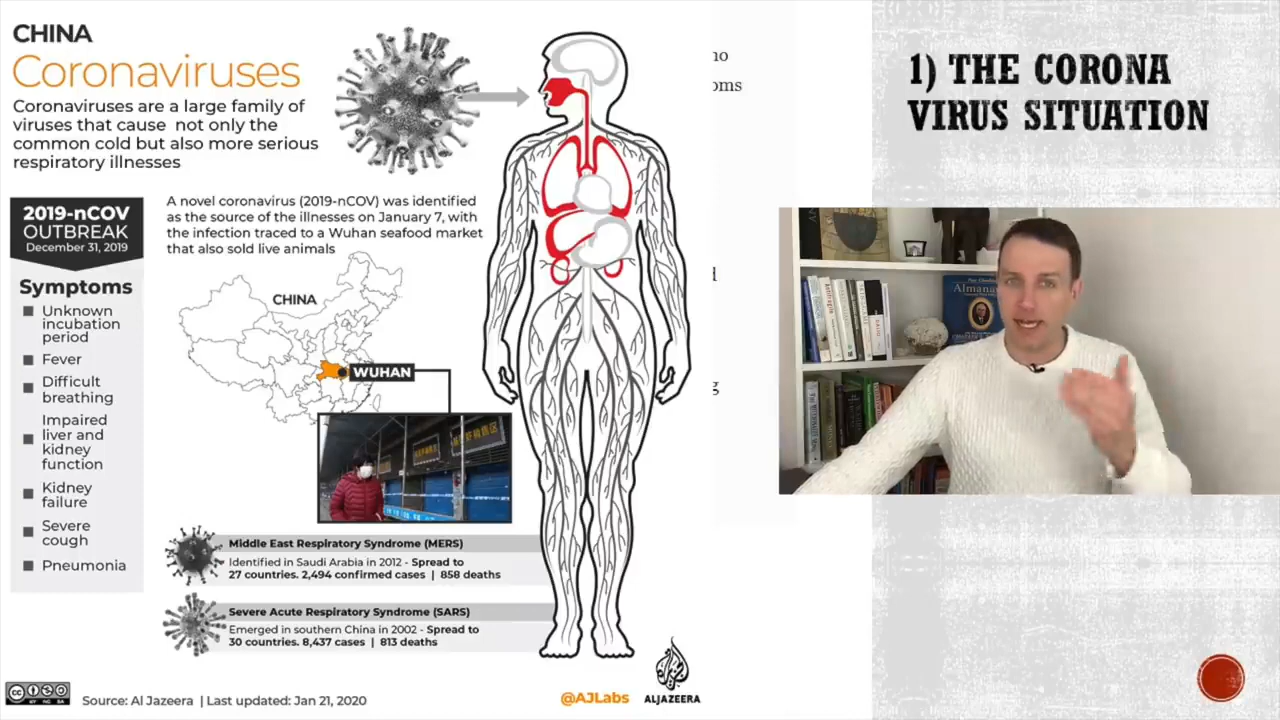 CHINA
Coronaviruses
Coronaviruses are a large family of
viruses that cause not only the
common cold but also more serious
respiratory illnesses
2019-nCOV
OUTBREAK
December 31, 2019
Symptoms
Unknown
incubation
period
Fever
Difficult
breathing
Impaired
liver and
kidney
function
Kidney
failure
Severe
cough
Pneumonia
A novel coronavirus (2019-nCOV) was identified
as the source of the illnesses on January 7, with
the infection traced to a Wuhan seafood market
that also sold live animals
CHINA
WUHAN
Middle East Respiratory Syndrome (MERS)
Identified in Saudi Arabia in 2012 - Spread to
27 countries. 2,494 confirmed cases | 858 deaths
Severe Acute Respiratory Syndrome (SARS)
Emerged in southern China in 2002 - Spread to
30 countries. 8,437 cases | 813 deaths
Source: Al Jazeera | Last updated: Jan 21, 2020
@AJLabs
ALJAZEERA
1) THE CORONA
VIRUS SITUATION